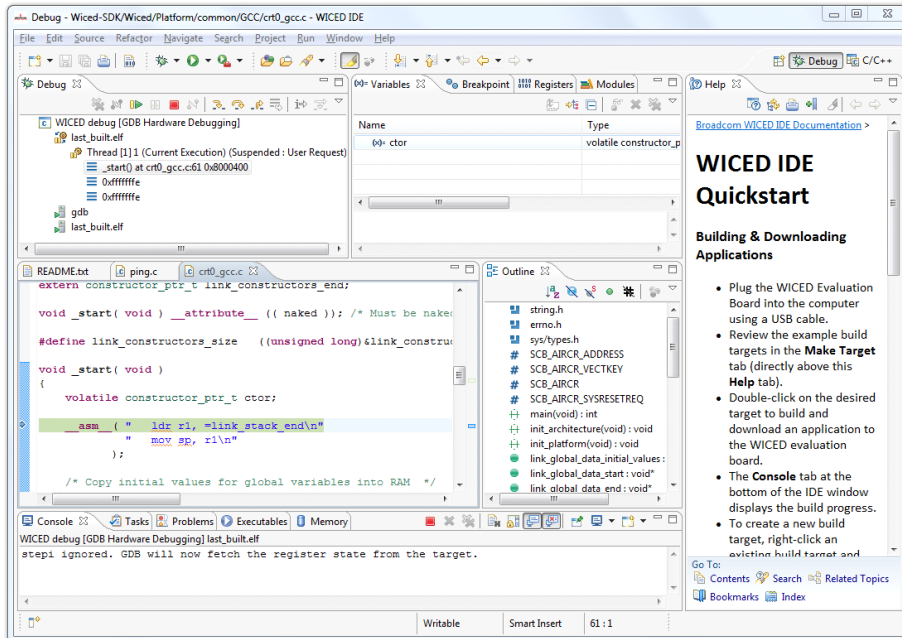 Debug - Wiced-SDK/Wiced/Platform/common/GCC/crt0_gcc.c - WICED IDE
File Edit Source Refactor Navigate Search Project Run Window Help
Debug C/C++
Debug
WICED debug [GDB Hardware Debugging]
last_built.elf
Thread [1] 1 (Current Execution) (Suspended : User Request)
_start() at crt0_gcc.c:61 0x8000400
0xfffffffe
0xfffffffe
gdb
last_built.elf
(x)= Variables Breakpoint Registers Modules
Name Type
(x)= ctor volatile constructor_p
README.txt ping.c crt0_gcc.c
extern constructor_ptr_t link_constructors_end;
void _start( void ) __attribute__ (( naked )); /* Must be naked
#define link_constructors_size ((unsigned long)&link_constru
void _start( void )
{
volatile constructor_ptr_t ctor;
__asm__( " ldr r1, =link_stack_end\n"
" mov sp, r1\n"
);
/* Copy initial values for global variables into RAM */
Outline
string.h
errno.h
sys/types.h
SCB_AIRCR_ADDRESS
SCB_AIRCR_VECTKEY
SCB_AIRCR
SCB_AIRCR_SYSRESETREQ
main(void) : int
init_architecture(void) : void
init_platform(void) : void
link_global_data_initial_values :
link_global_data_start : void*
link_global_data_end : void*
Console Tasks Problems Executables Memory
WICED debug [GDB Hardware Debugging] last_built.elf
stepi ignored. GDB will now fetch the register state from the target.
Help
Broadcom WICED IDE Documentation >
WICED IDE
Quickstart
Building & Downloading
Applications
• Plug the WICED Evaluation
Board into the computer
using a USB cable.
• Review the example build
targets in the Make Target
tab (directly above this
Help tab).
• Double-click on the desired
target to build and
download an application to
the WICED evaluation
board.
• The Console tab at the
bottom of the IDE window
displays the build progress.
• To create a new build
target, right-click an
existing build target and
Go To:
Contents Search Related Topics
Bookmarks Index
Writable Smart Insert 61 : 1